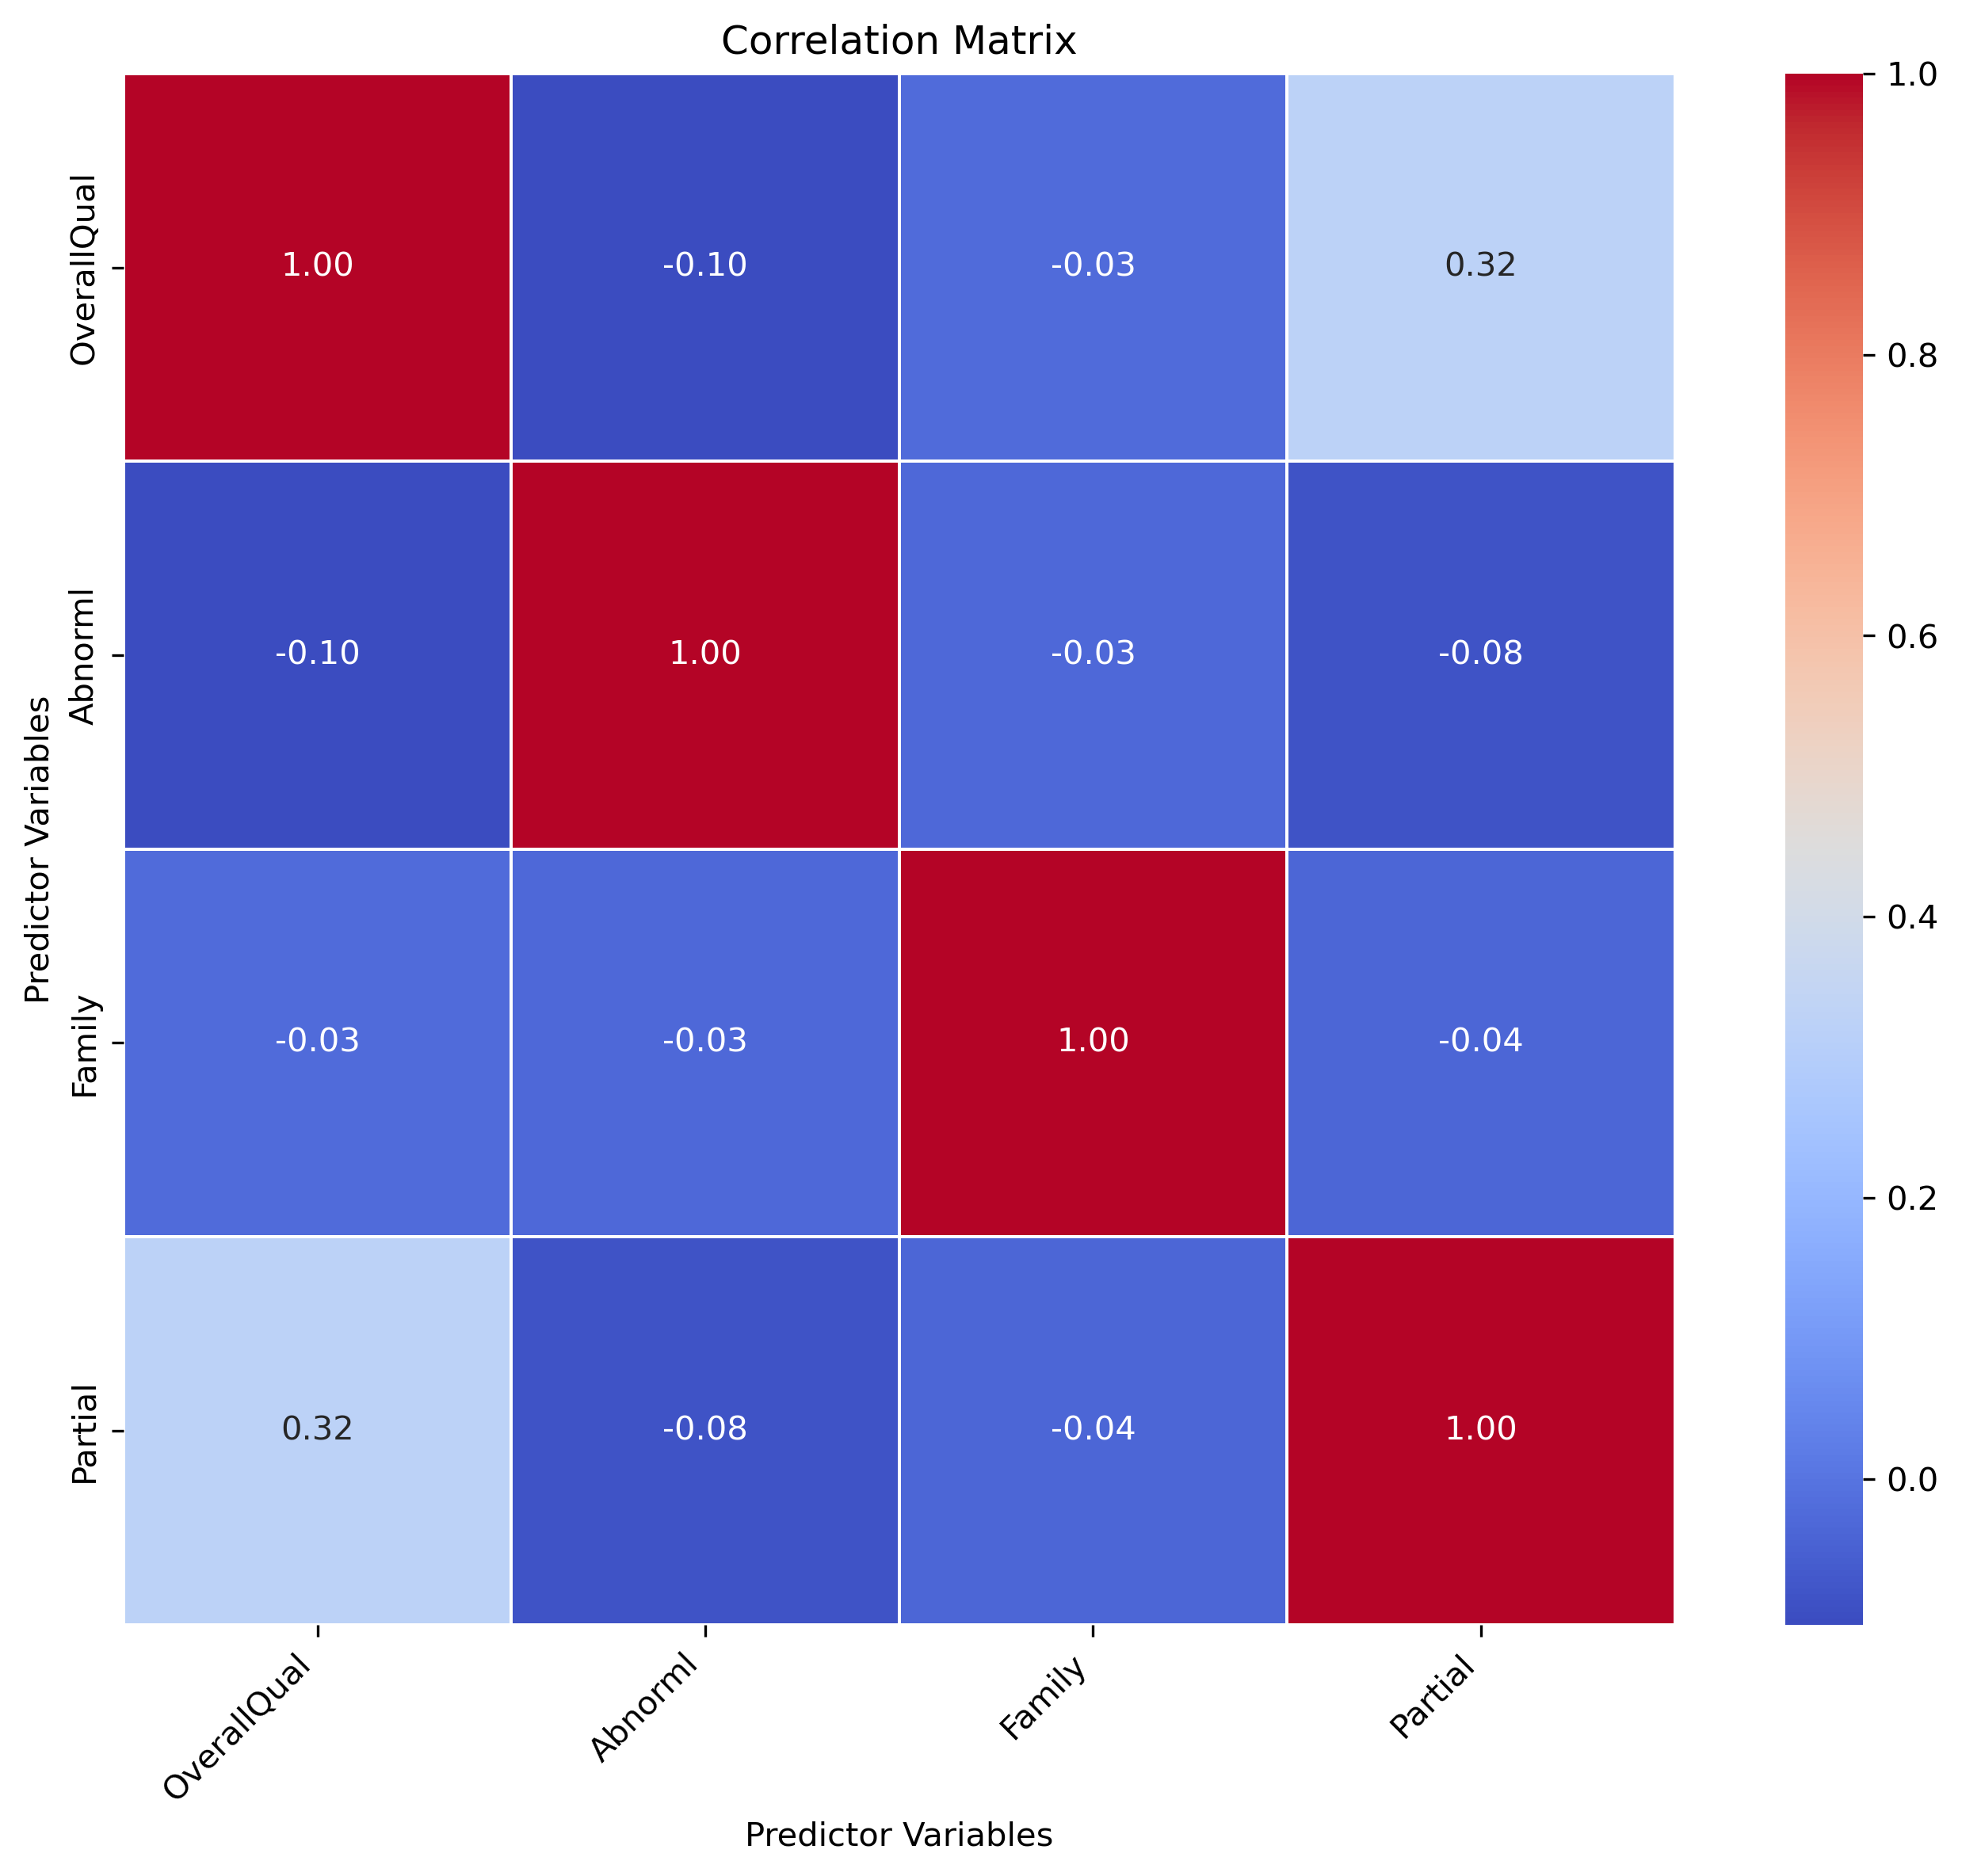 Correlation Matrix
OverallQual
1.00
-0.10
-0.03
0.32
Abnorml
-0.10
1.00
-0.03
-0.08
Family
-0.03
-0.03
1.00
-0.04
Partial
0.32
-0.08
-0.04
1.00
Predictor Variables
OverallQual
Abnorml
Family
Partial
Predictor Variables
1.0
0.8
0.6
0.4
0.2
0.0